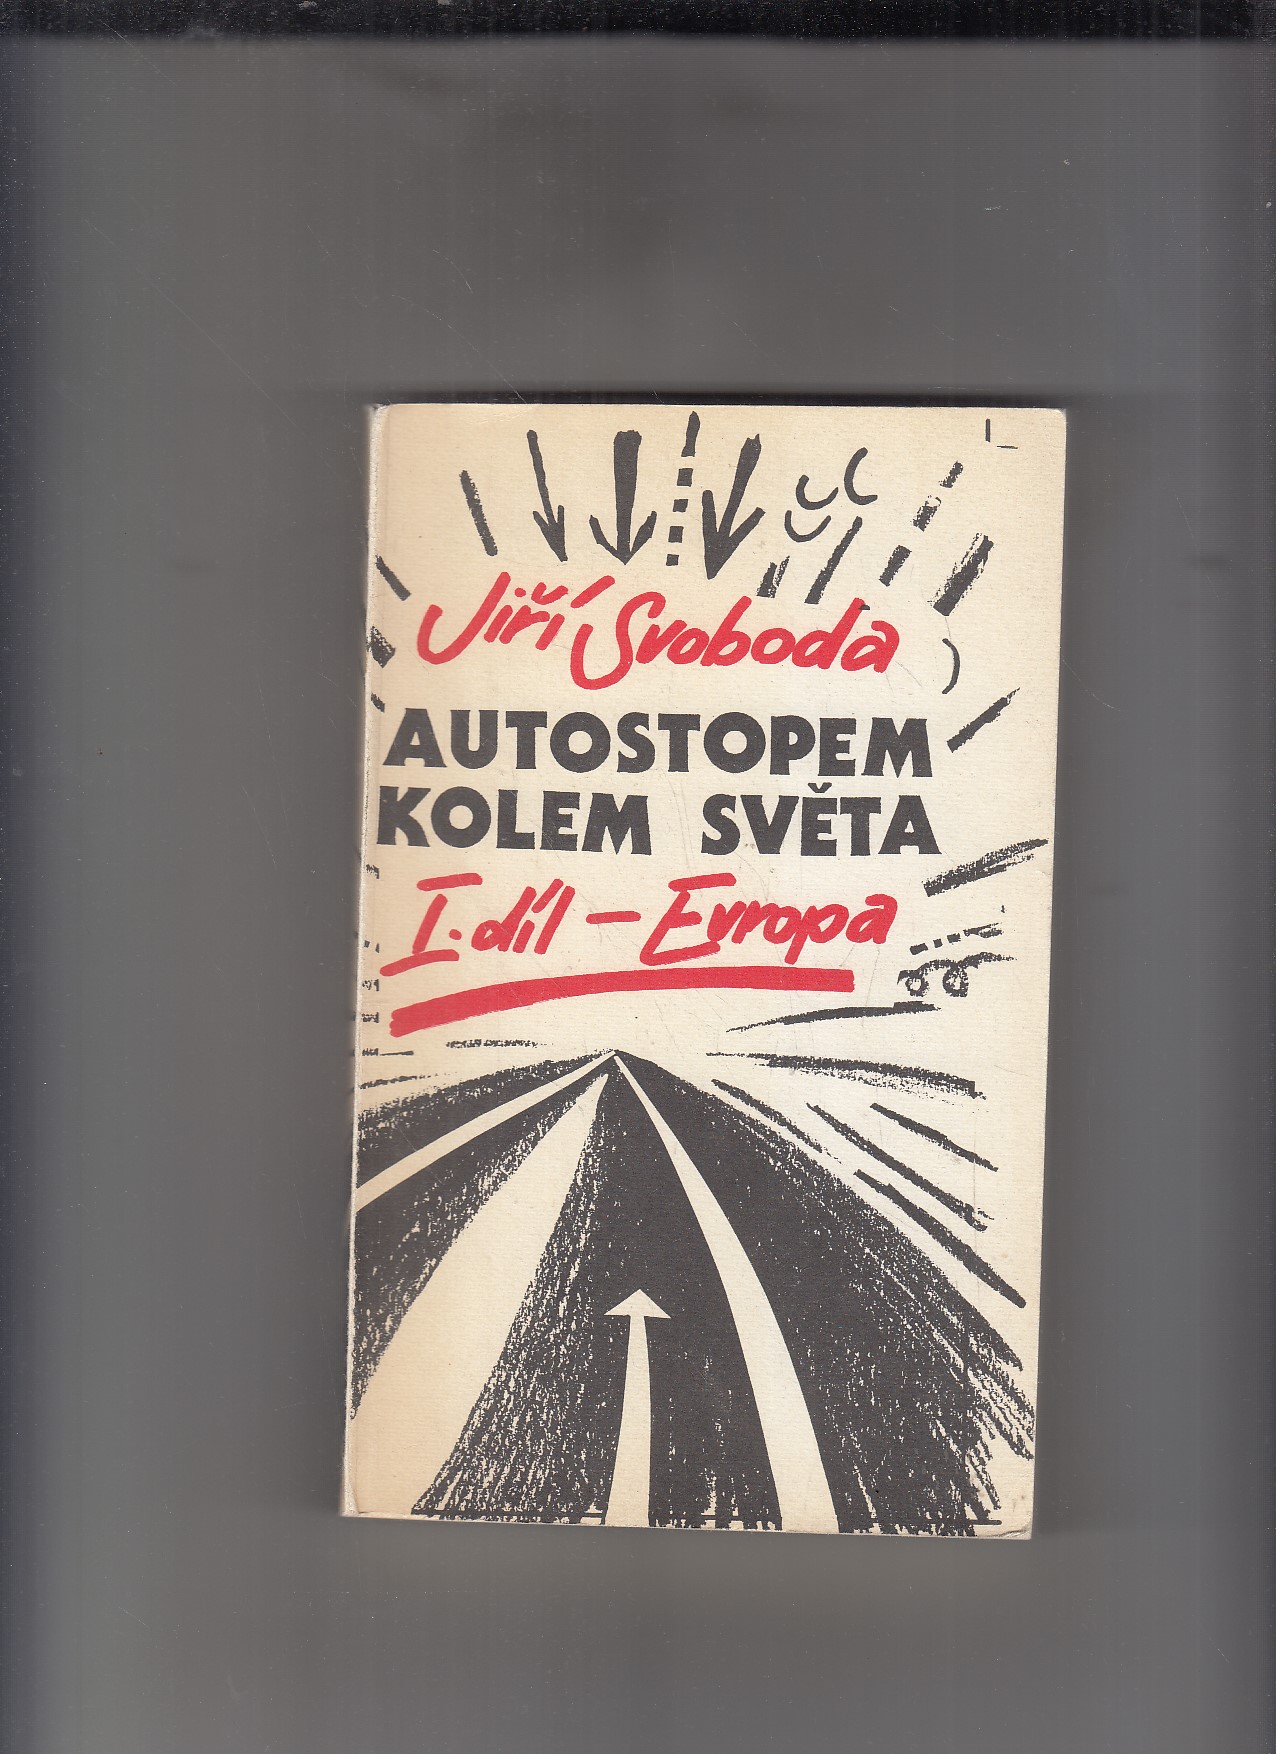 Jiří Svoboda
AUTOSTOPEM
KOLEM SVĚTA
I. díl – Evropa